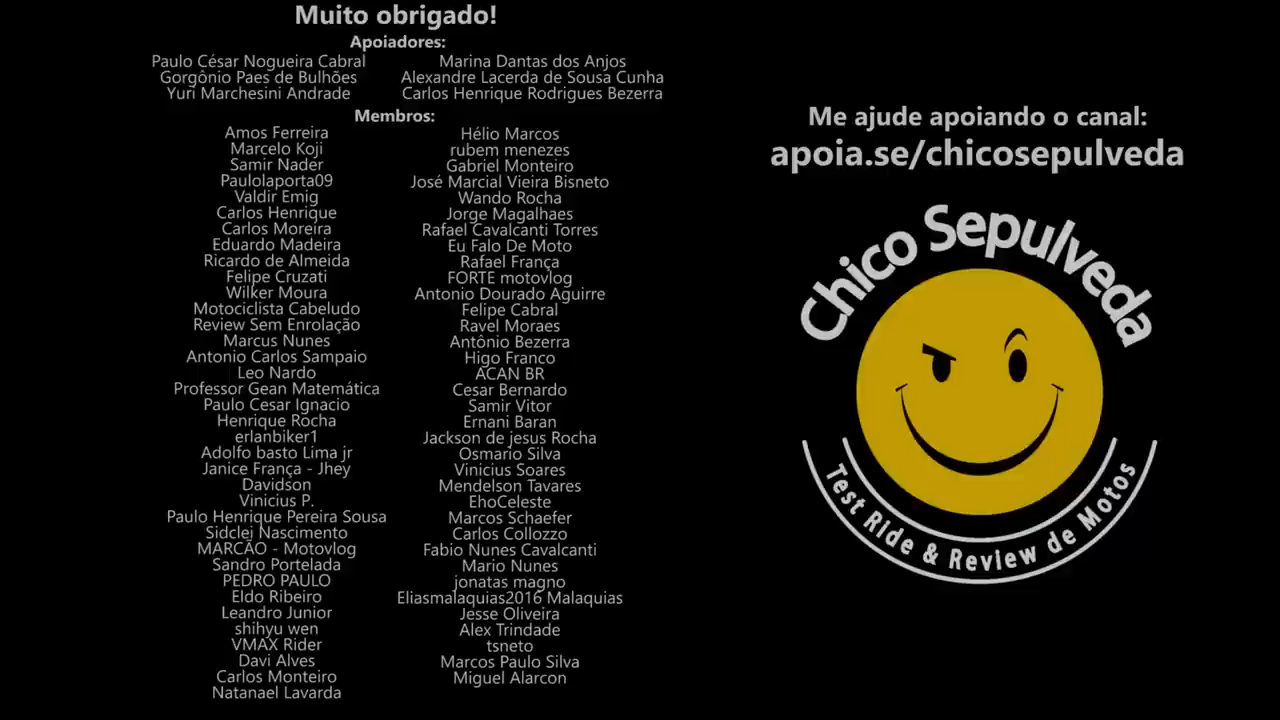 Muito obrigado!
Apoiadores:
Paulo César Nogueira Cabral
Gorgônio Paes de Bulhões
Yuri Marchesini Andrade
Marina Dantas dos Anjos
Alexandre Lacerda de Sousa Cunha
Carlos Henrique Rodrigues Bezerra
Membros:
Amos Ferreira
Marcelo Koji
Samir Nader
Paulolaporta09
Valdir Emig
Carlos Henrique
Carlos Moreira
Eduardo Madeira
Ricardo de Almeida
Felipe Cruzati
Wilker Moura
Motociclista Cabeludo
Review Sem Enrolação
Marcus Nunes
Antonio Carlos Sampaio
Leo Nardo
Professor Gean Matemática
Paulo Cesar Ignacio
Henrique Rocha
erlanbiker1
Adolfo basto Lima jr
Janice França - Jhey
Davidson
Vinicius P.
Paulo Henrique Pereira Sousa
Sidclei Nascimento
MARCÃO - Motovlog
Sandro Portelada
PEDRO PAULO
Eldo Ribeiro
Leandro Junior
shihyu wen
VMAX Rider
Davi Alves
Carlos Monteiro
Natanael Lavarda
Hélio Marcos
rubem menezes
Gabriel Monteiro
José Marcial Vieira Bisneto
Wando Rocha
Jorge Magalhaes
Rafael Cavalcanti Torres
Eu Falo De Moto
Rafael França
FORTE motovlog
Antonio Dourado Aguirre
Felipe Cabral
Ravel Moraes
Antônio Bezerra
Higo Franco
ACAN BR
Cesar Bernardo
Samir Vitor
Ernani Baran
Jackson de jesus Rocha
Osmario Silva
Vinicius Soares
Mendelson Tavares
EhoCeleste
Marcos Schaefer
Carlos Collozzo
Fabio Nunes Cavalcanti
Mario Nunes
jonatas magno
Eliasmalaquias2016 Malaquias
Jesse Oliveira
Alex Trindade
tsneto
Marcos Paulo Silva
Miguel Alarcon
Me ajude apoiando o canal:
apoia.se/chicosepulveda
Chico Sepulveda
Test Ride & Review de Motos